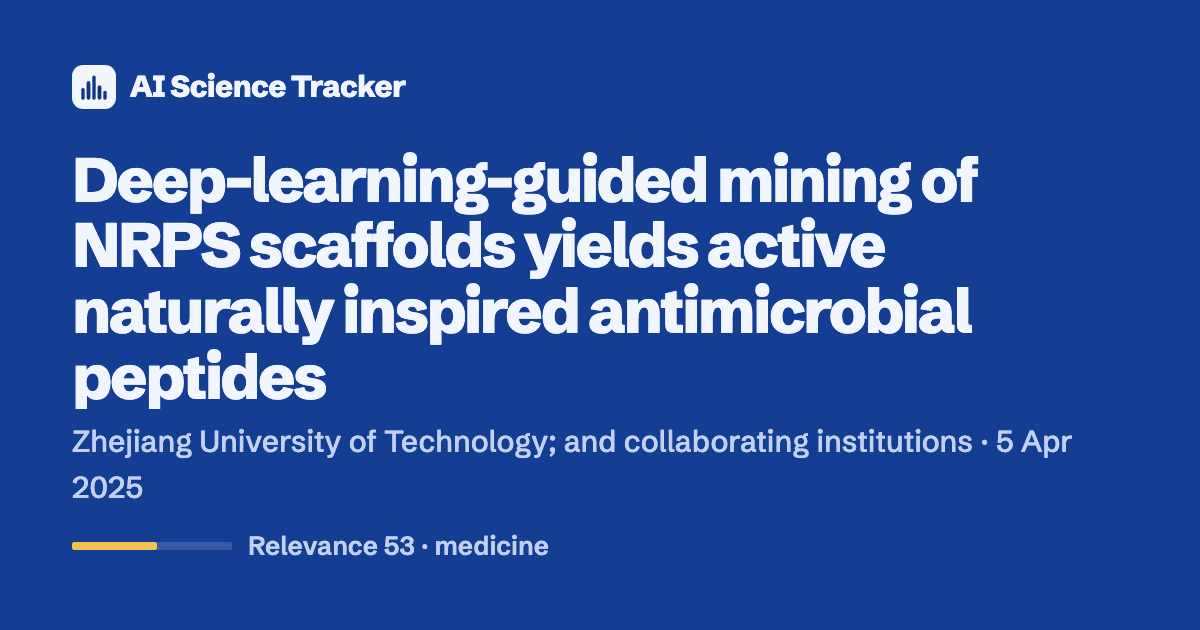 AI Science Tracker
Deep-learning-guided mining of
NRPS scaffolds yields active
naturally inspired antimicrobial
peptides
Zhejiang University of Technology; and collaborating institutions · 5 Apr
2025
Relevance 53 · medicine